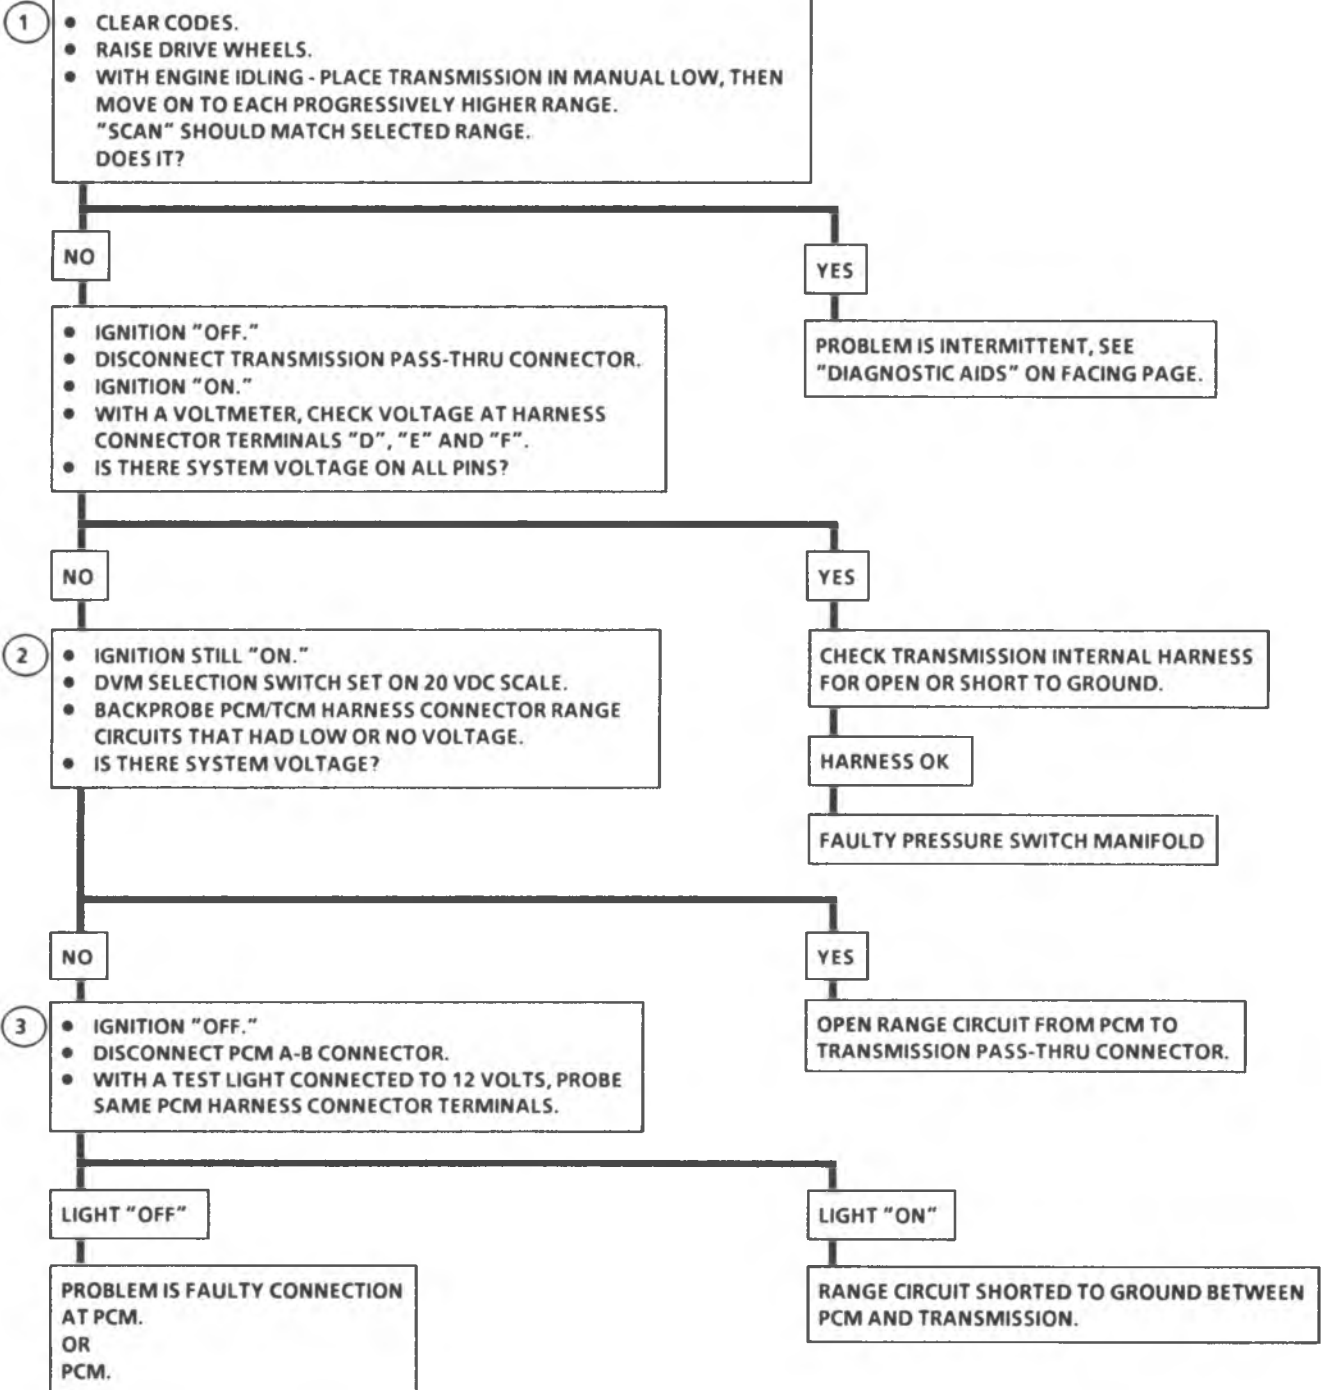 1
• CLEAR CODES.
• RAISE DRIVE WHEELS.
• WITH ENGINE IDLING - PLACE TRANSMISSION IN MANUAL LOW, THEN
MOVE ON TO EACH PROGRESSIVELY HIGHER RANGE.
"SCAN" SHOULD MATCH SELECTED RANGE.
DOES IT?
NO
YES
• IGNITION "OFF."
• DISCONNECT TRANSMISSION PASS-THRU CONNECTOR.
• IGNITION "ON."
• WITH A VOLTMETER, CHECK VOLTAGE AT HARNESS
CONNECTOR TERMINALS "D", "E" AND "F".
• IS THERE SYSTEM VOLTAGE ON ALL PINS?
PROBLEM IS INTERMITTENT, SEE
"DIAGNOSTIC AIDS" ON FACING PAGE.
NO
YES
2
• IGNITION STILL "ON."
• DVM SELECTION SWITCH SET ON 20 VDC SCALE.
• BACKPROBE PCM/TCM HARNESS CONNECTOR RANGE
CIRCUITS THAT HAD LOW OR NO VOLTAGE.
• IS THERE SYSTEM VOLTAGE?
CHECK TRANSMISSION INTERNAL HARNESS
FOR OPEN OR SHORT TO GROUND.
HARNESS OK
FAULTY PRESSURE SWITCH MANIFOLD
NO
YES
3
• IGNITION "OFF."
• DISCONNECT PCM A-B CONNECTOR.
• WITH A TEST LIGHT CONNECTED TO 12 VOLTS, PROBE
SAME PCM HARNESS CONNECTOR TERMINALS.
OPEN RANGE CIRCUIT FROM PCM TO
TRANSMISSION PASS-THRU CONNECTOR.
LIGHT "OFF"
LIGHT "ON"
PROBLEM IS FAULTY CONNECTION
AT PCM.
OR
PCM.
RANGE CIRCUIT SHORTED TO GROUND BETWEEN
PCM AND TRANSMISSION.